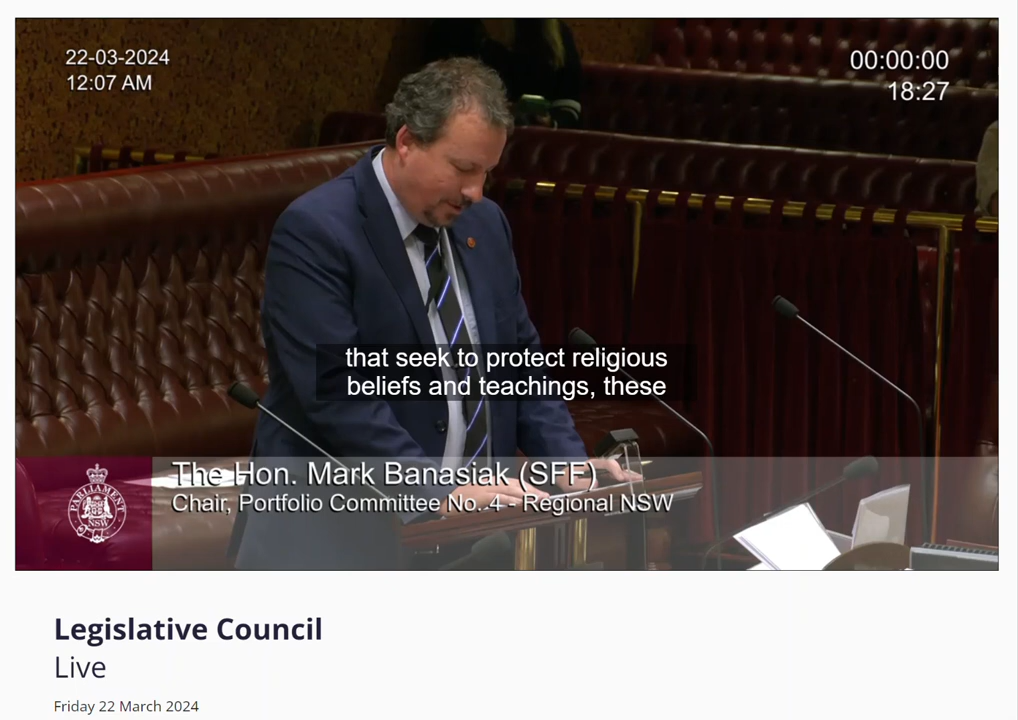 22-03-2024
12:07 AM
00:00:00
18:27
that seek to protect religious
beliefs and teachings, these
The Hon. Mark Banasiak (SFF)
Chair, Portfolio Committee No. 4 - Regional NSW
PARLIAMENT
NSW
Legislative Council
Live
Friday 22 March 2024